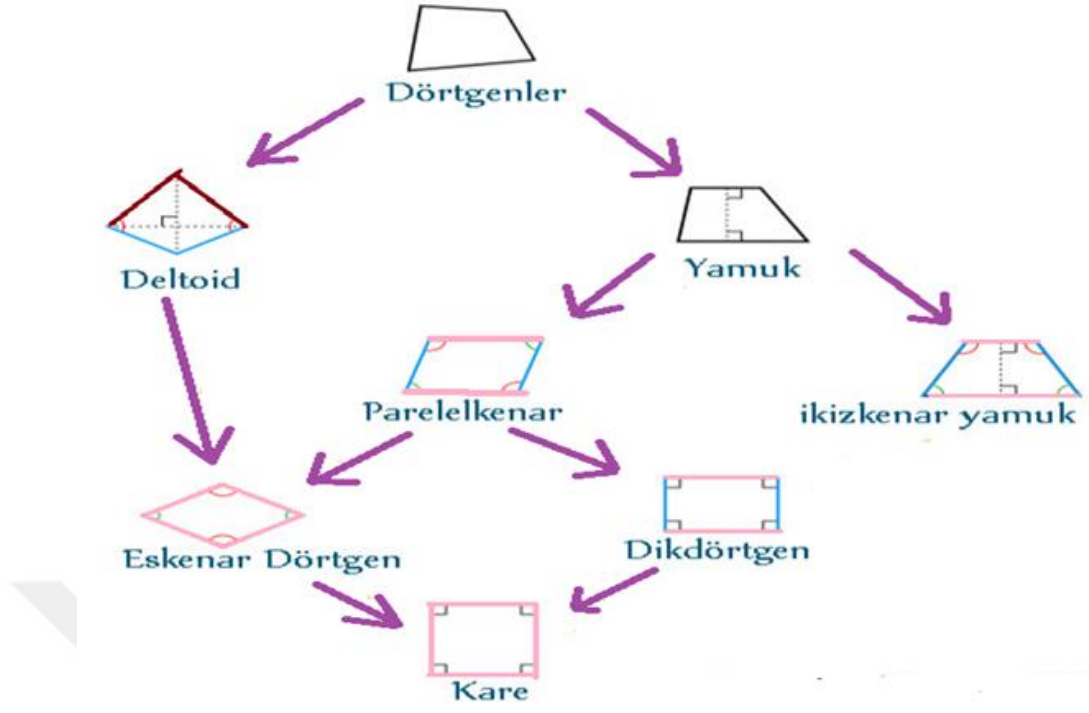 Dörtgenler
Deltoid
Yamuk
Parelelkenar
ikizkenar yamuk
Eskenar Dörtgen
Dikdörtgen
Kare